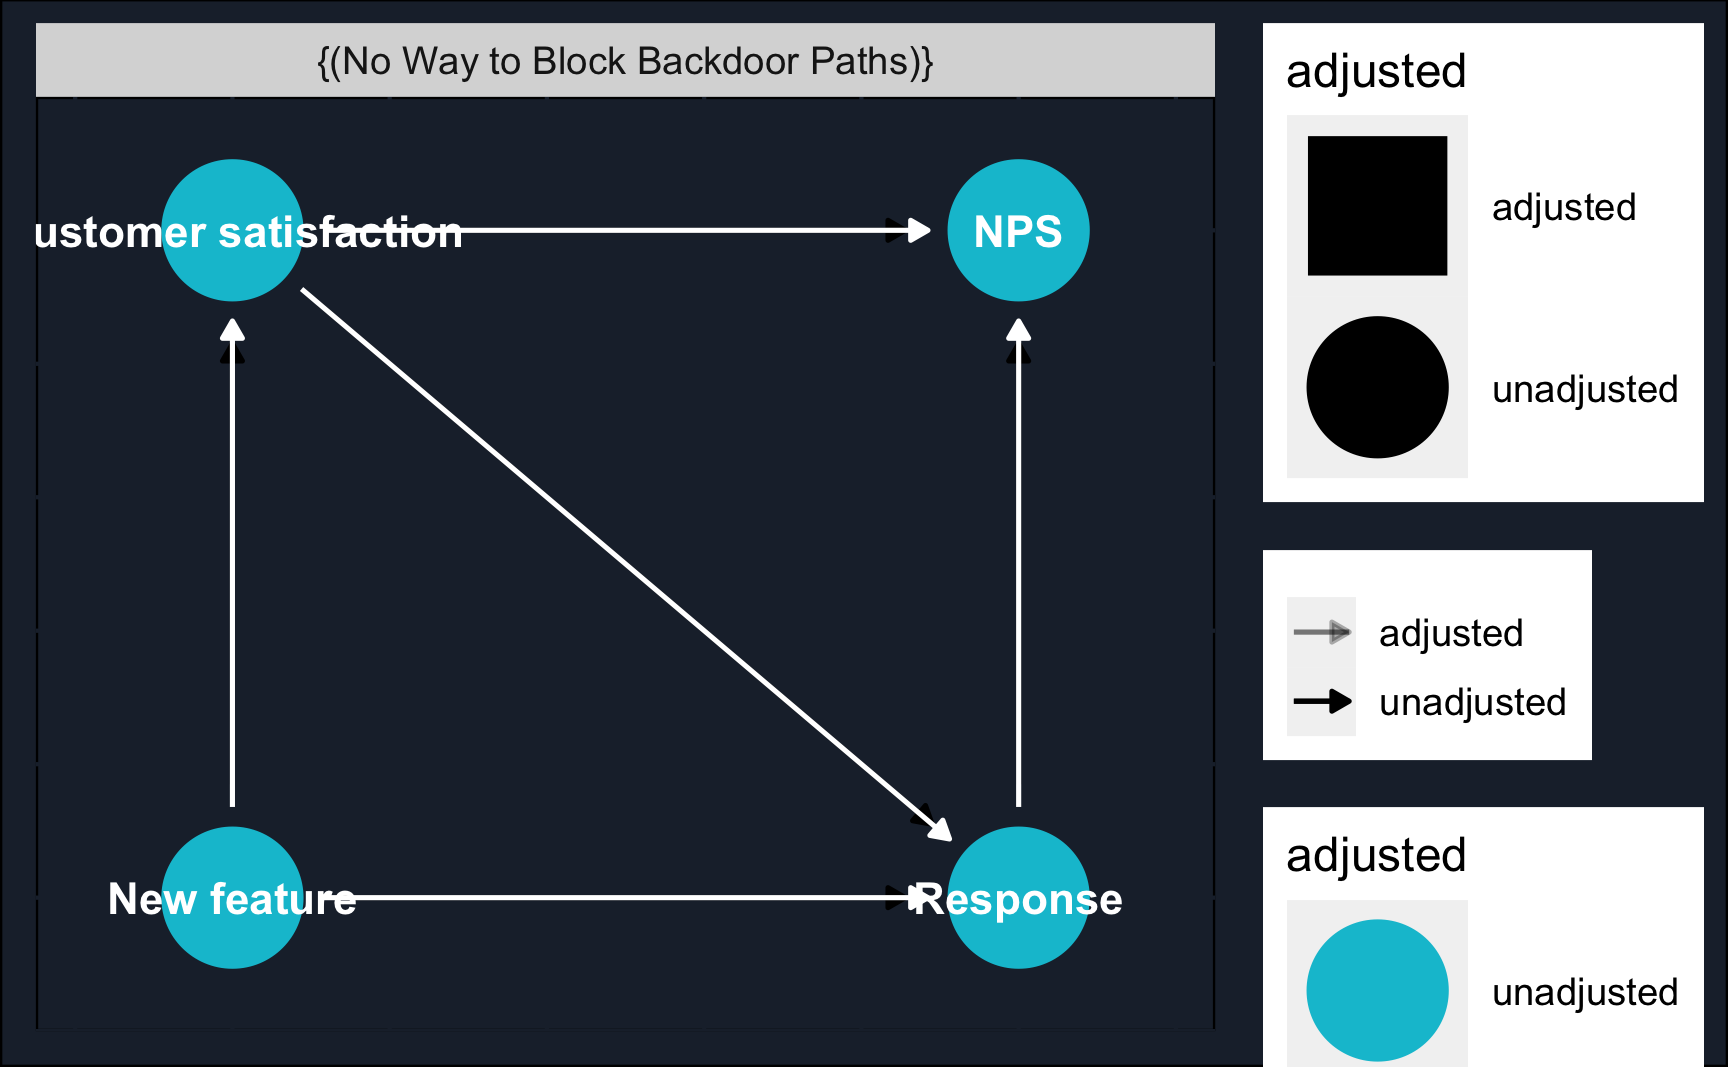 {(No Way to Block Backdoor Paths)}
ustomer satisfaction
NPS
New feature
Response
adjusted
adjusted
unadjusted
adjusted
unadjusted
adjusted
unadjusted